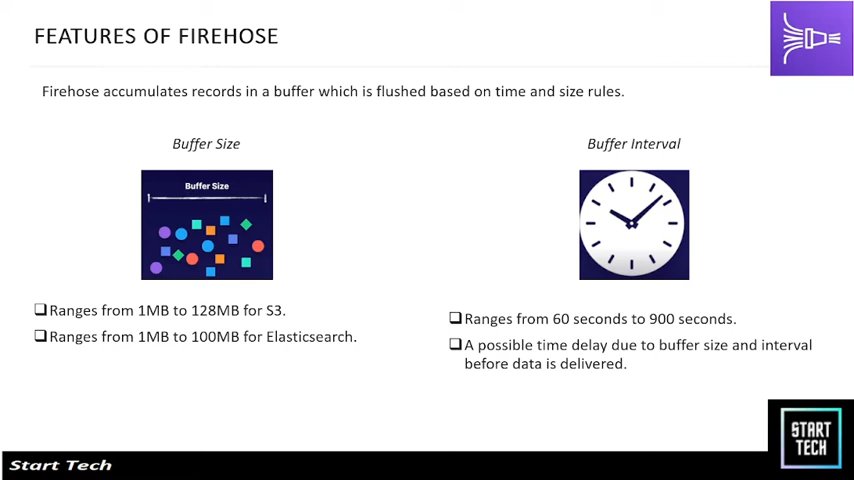 FEATURES OF FIREHOSE
Firehose accumulates records in a buffer which is flushed based on time and size rules.
Buffer Size
Buffer Size
❑Ranges from 1MB to 128MB for S3.
❑Ranges from 1MB to 100MB for Elasticsearch.
Buffer Interval
❑Ranges from 60 seconds to 900 seconds.
❑A possible time delay due to buffer size and interval
before data is delivered.
START
TECH
Start Tech